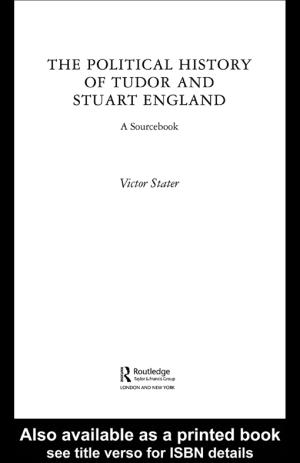 THE POLITICAL HISTORY
OF TUDOR AND
STUART ENGLAND
A Sourcebook
Victor Stater
R
Routledge
Taylor & Francis Group
LONDON AND NEW YORK
Also available as a printed book
see title verso for ISBN details